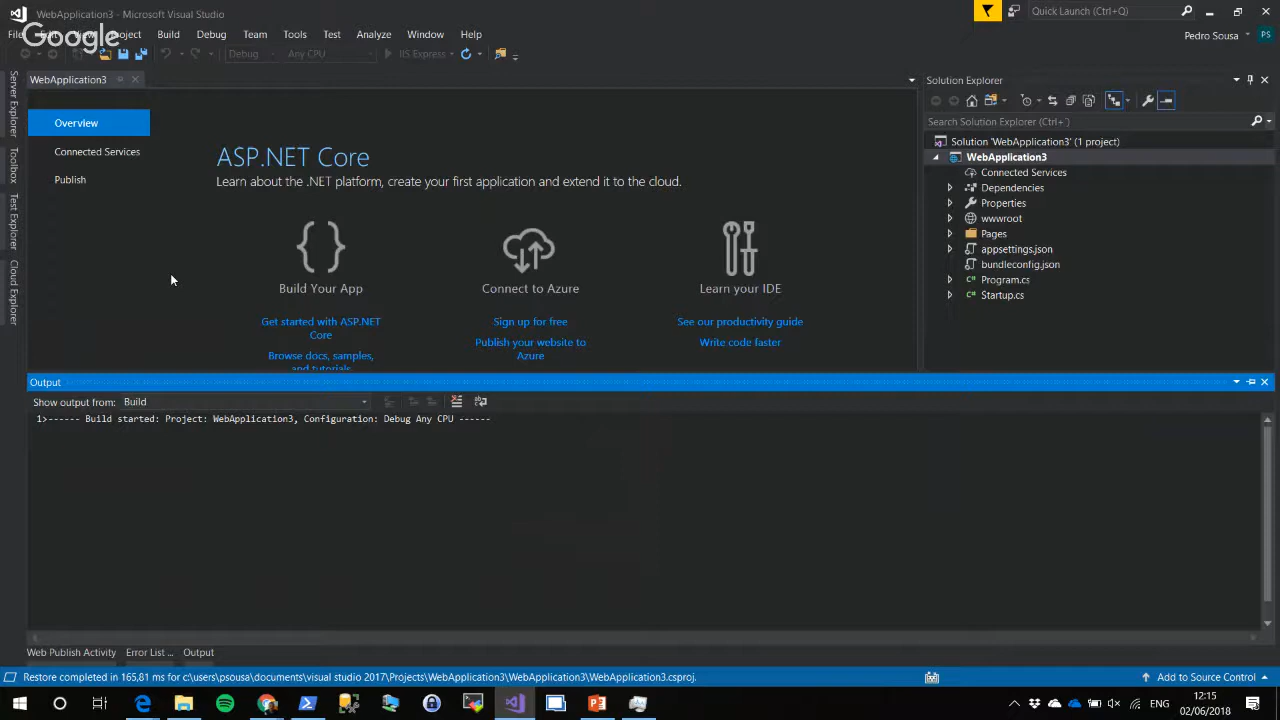 WebApplication3 - Microsoft Visual Studio
Quick Launch (Ctrl+Q)
Google
File
Project
Build
Debug
Team
Tools
Test
Analyze
Window
Help
Pedro Sousa
PS
Debug
Any CPU
IIS Express
WebApplication3
Server Explorer
Toolbox
Test Explorer
Cloud Explorer
Overview
Connected Services
Publish
ASP.NET Core
Learn about the .NET platform, create your first application and extend it to the cloud.
Build Your App
Get started with ASP.NET
Core
Browse docs, samples,
and tutorials
Connect to Azure
Sign up for free
Publish your website to
Azure
Learn your IDE
See our productivity guide
Write code faster
Solution Explorer
Search Solution Explorer (Ctrl+`)
Solution 'WebApplication3' (1 project)
WebApplication3
Connected Services
Dependencies
Properties
wwwroot
Pages
appsettings.json
bundleconfig.json
C# Program.cs
C# Startup.cs
Output
Show output from: Build
1>------ Build started: Project: WebApplication3, Configuration: Debug Any CPU ------
Web Publish Activity
Error List ...
Output
Restore completed in 165,81 ms for c:\users\psousa\documents\visual studio 2017\Projects\WebApplication3\WebApplication3\WebApplication3.csproj.
Add to Source Control
ENG
12:15
02/06/2018